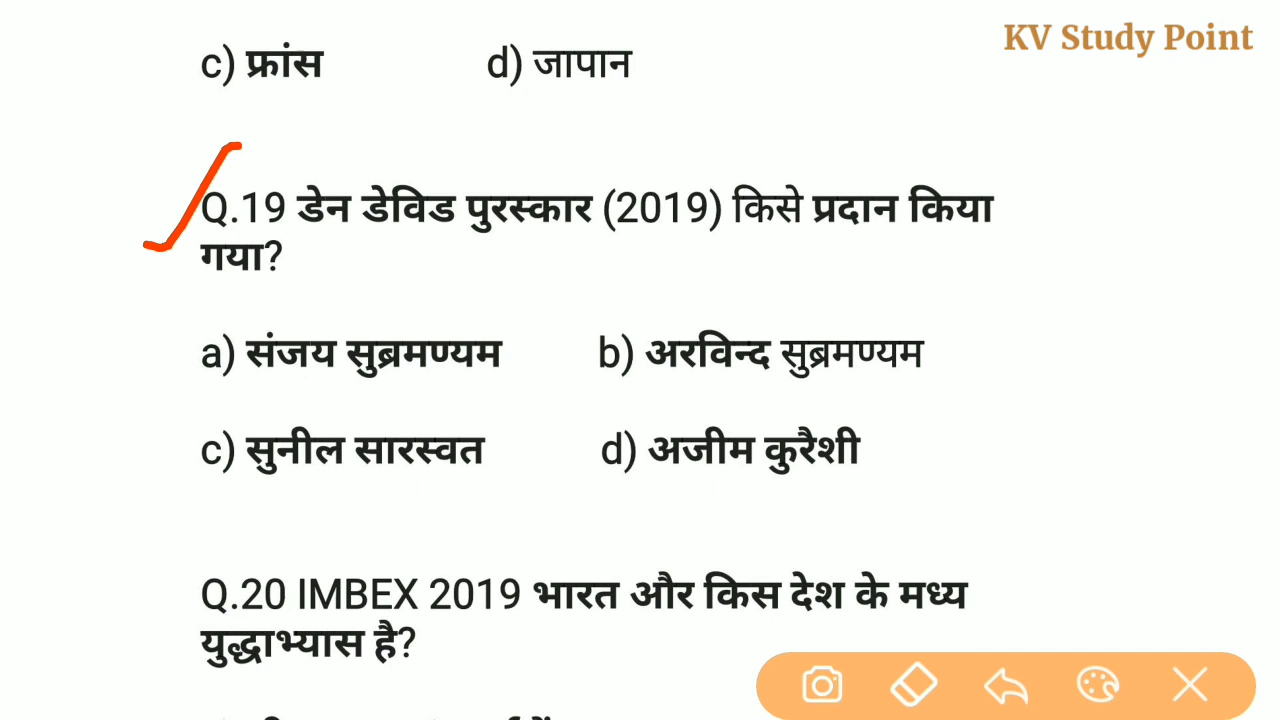 KV Study Point
c) फ्रांस d) जापान
Q.19 डेन डेविड पुरस्कार (2019) किसे प्रदान किया
गया?
a) संजय सुब्रमण्यम b) अरविन्द सुब्रमण्यम
c) सुनील सारस्वत d) अजीम कुरैशी
Q.20 IMBEX 2019 भारत और किस देश के मध्य
युद्धाभ्यास है?